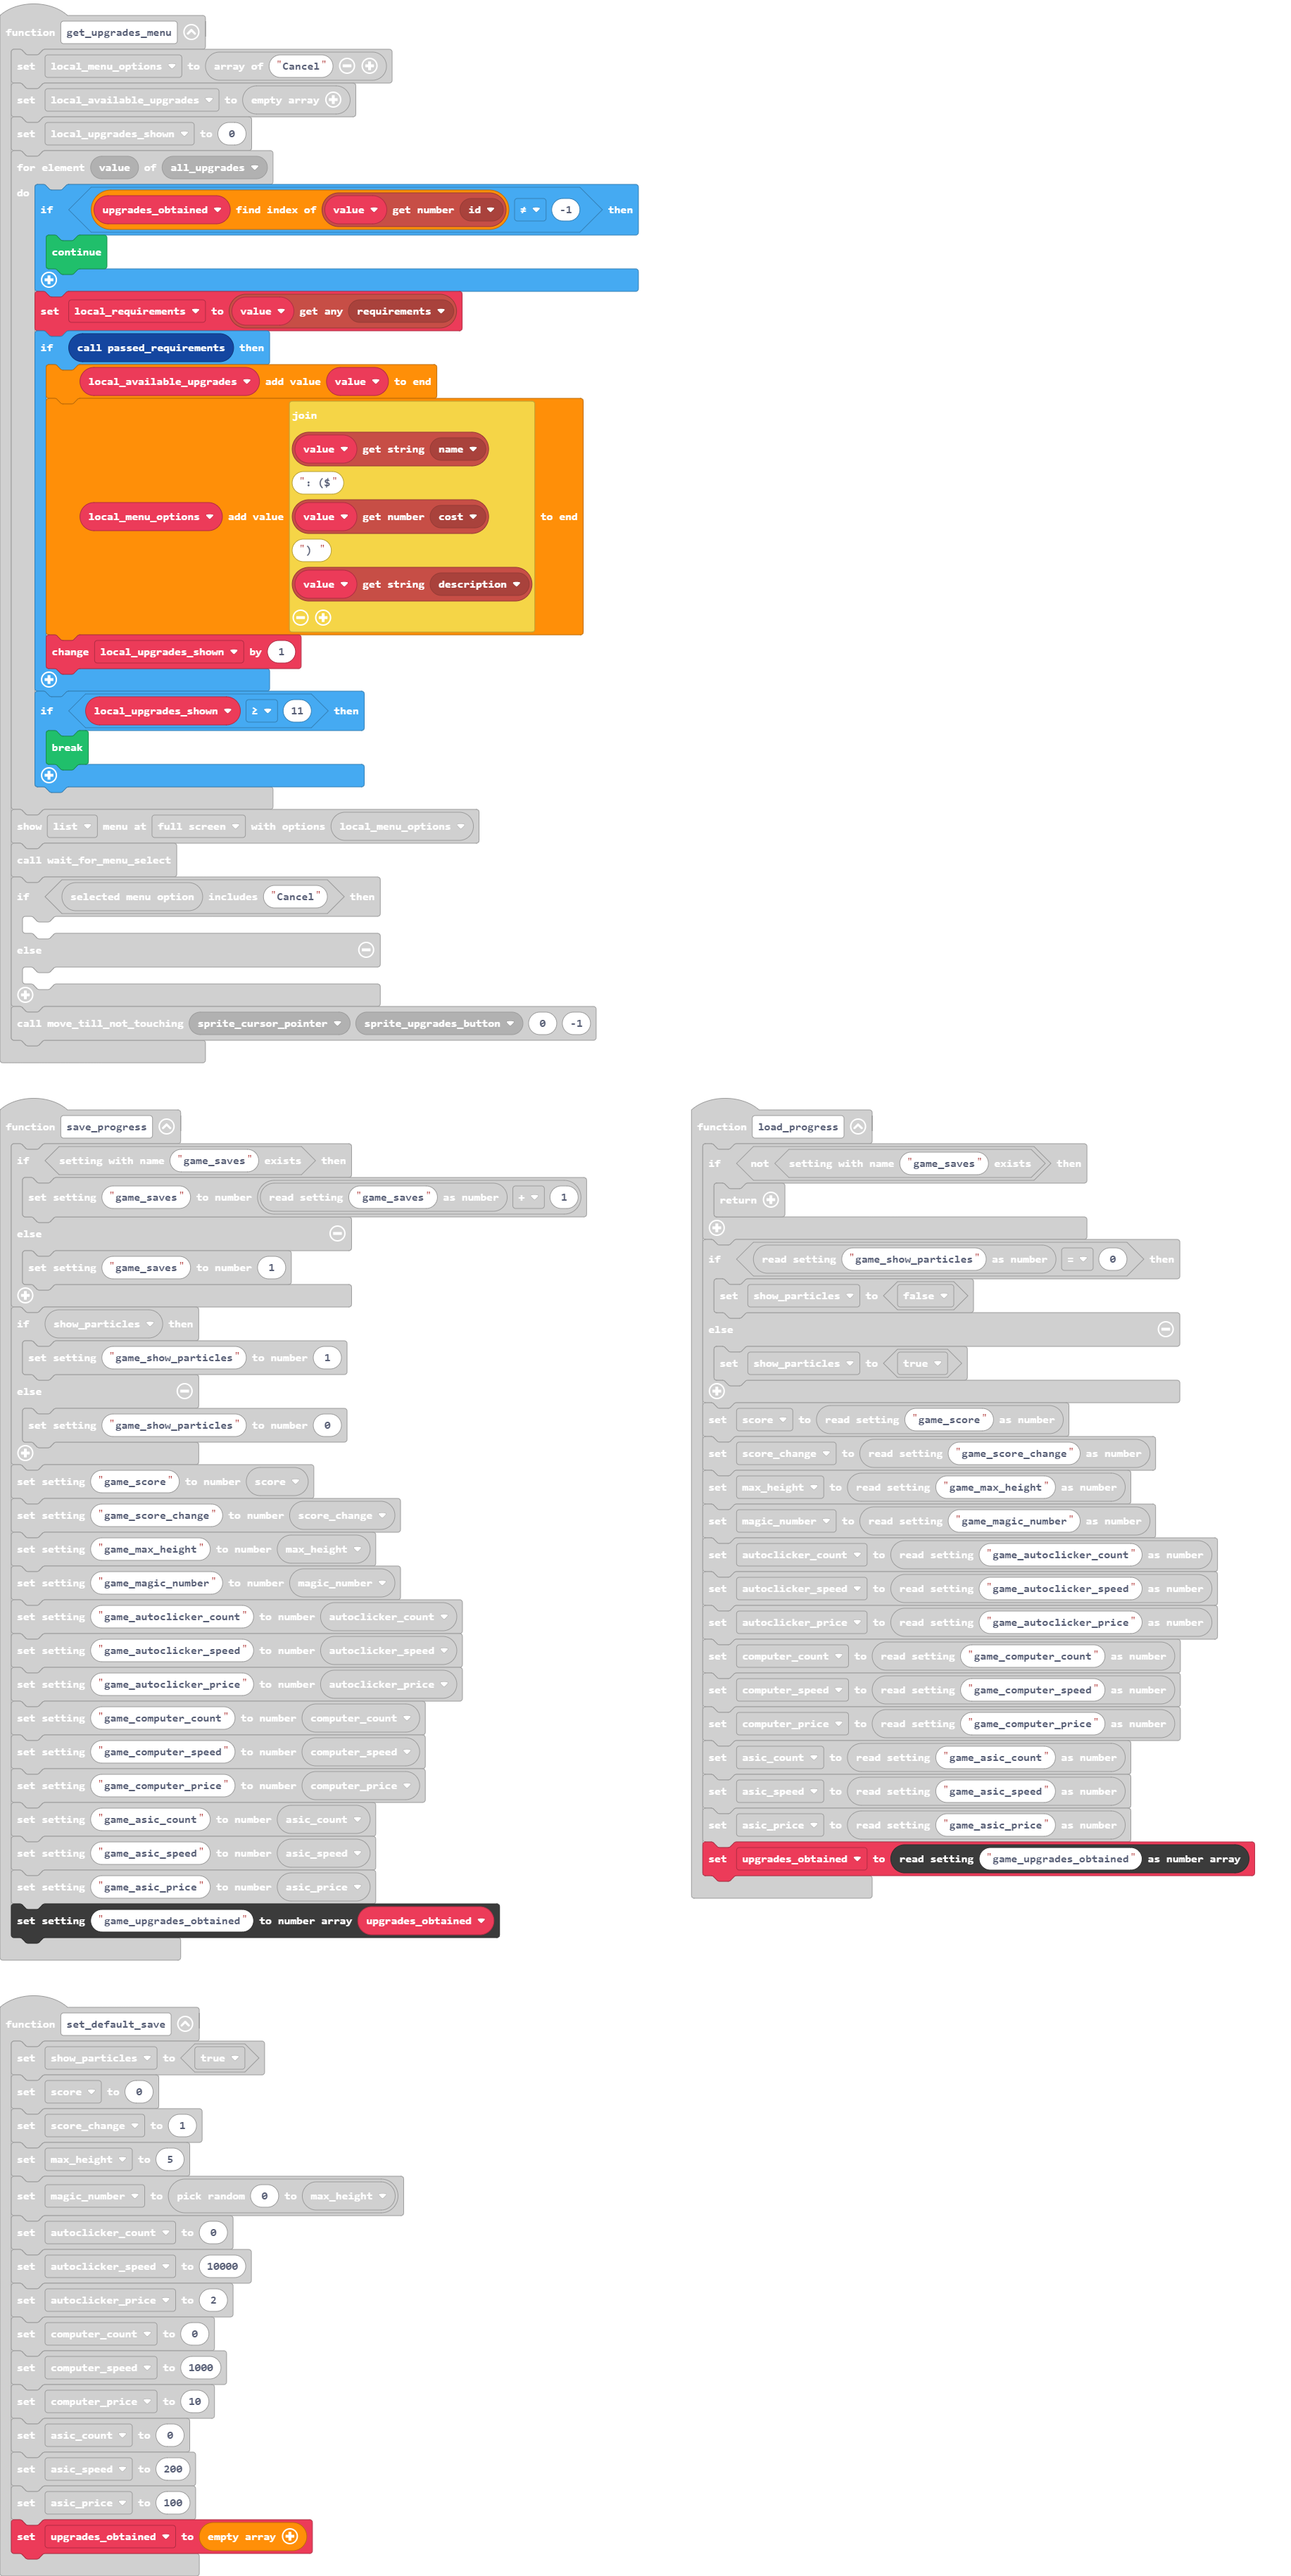 function get_upgrades_menu
set local_menu_options to array of "Cancel"
set local_available_upgrades to empty array
set local_upgrades_shown to 0
for element value of all_upgrades
do
if upgrades_obtained find index of value get number id ≠ -1 then
continue
set local_requirements to value get any requirements
if call passed_requirements then
local_available_upgrades add value value to end
join
value get string name
": ($"
local_menu_options add value value get number cost to end
") "
value get string description
change local_upgrades_shown by 1
if local_upgrades_shown ≥ 11 then
break
show list menu at full screen with options local_menu_options
call wait_for_menu_select
if selected menu option includes "Cancel" then
else
call move_till_not_touching sprite_cursor_pointer sprite_upgrades_button 0 -1
function save_progress
if setting with name "game_saves" exists then
set setting "game_saves" to number read setting "game_saves" as number + 1
else
set setting "game_saves" to number 1
if show_particles then
set setting "game_show_particles" to number 1
else
set setting "game_show_particles" to number 0
set setting "game_score" to number score
set setting "game_score_change" to number score_change
set setting "game_max_height" to number max_height
set setting "game_magic_number" to number magic_number
set setting "game_autoclicker_count" to number autoclicker_count
set setting "game_autoclicker_speed" to number autoclicker_speed
set setting "game_autoclicker_price" to number autoclicker_price
set setting "game_computer_count" to number computer_count
set setting "game_computer_speed" to number computer_speed
set setting "game_computer_price" to number computer_price
set setting "game_asic_count" to number asic_count
set setting "game_asic_speed" to number asic_speed
set setting "game_asic_price" to number asic_price
set setting "game_upgrades_obtained" to number array upgrades_obtained
function load_progress
if not setting with name "game_saves" exists then
return
if read setting "game_show_particles" as number = 0 then
set show_particles to false
else
set show_particles to true
set score to read setting "game_score" as number
set score_change to read setting "game_score_change" as number
set max_height to read setting "game_max_height" as number
set magic_number to read setting "game_magic_number" as number
set autoclicker_count to read setting "game_autoclicker_count" as number
set autoclicker_speed to read setting "game_autoclicker_speed" as number
set autoclicker_price to read setting "game_autoclicker_price" as number
set computer_count to read setting "game_computer_count" as number
set computer_speed to read setting "game_computer_speed" as number
set computer_price to read setting "game_computer_price" as number
set asic_count to read setting "game_asic_count" as number
set asic_speed to read setting "game_asic_speed" as number
set asic_price to read setting "game_asic_price" as number
set upgrades_obtained to read setting "game_upgrades_obtained" as number array
function set_default_save
set show_particles to true
set score to 0
set score_change to 1
set max_height to 5
set magic_number to pick random 0 to max_height
set autoclicker_count to 0
set autoclicker_speed to 10000
set autoclicker_price to 2
set computer_count to 0
set computer_speed to 1000
set computer_price to 10
set asic_count to 0
set asic_speed to 200
set asic_price to 100
set upgrades_obtained to empty array